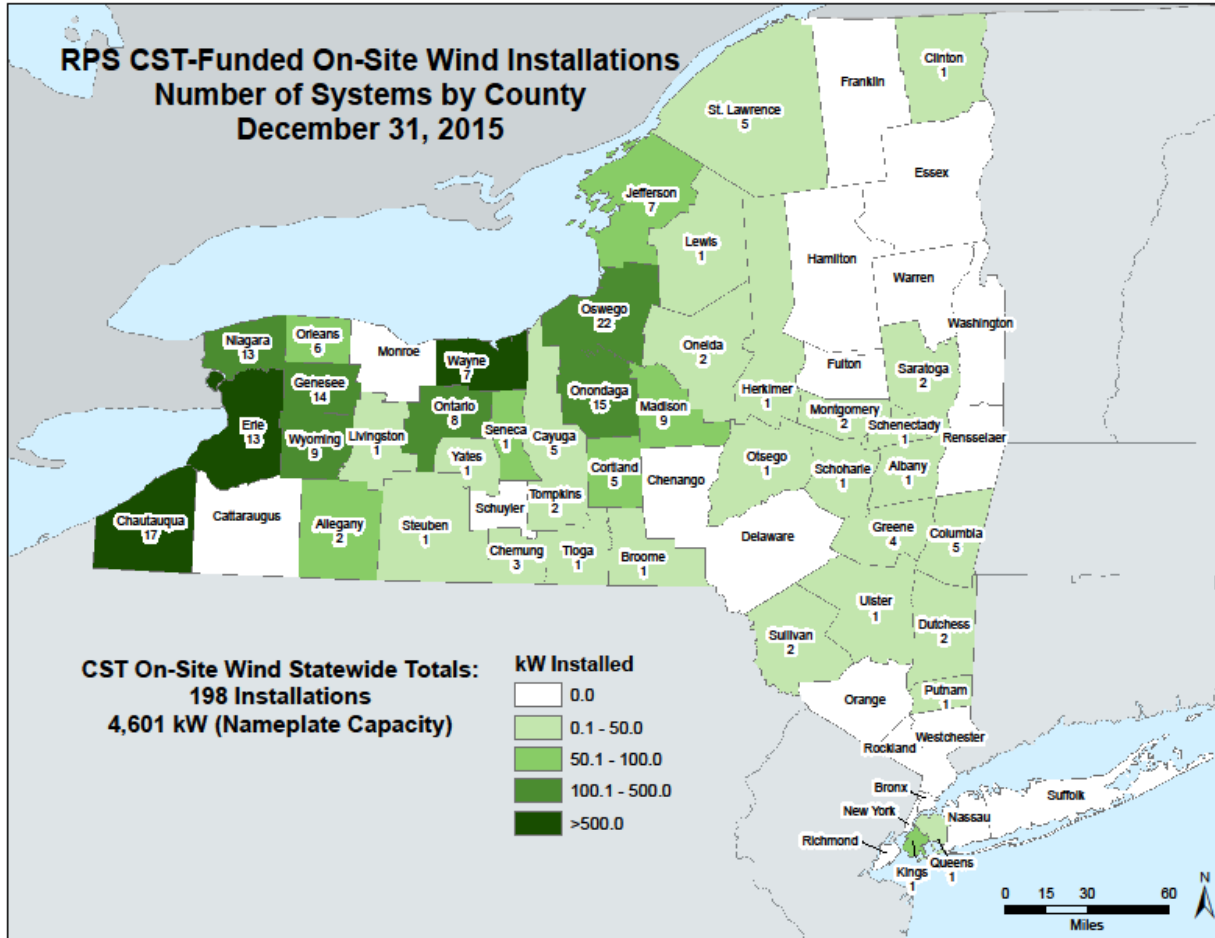 RPS CST-Funded On-Site Wind Installations
Number of Systems by County
December 31, 2015
Clinton
1
Franklin
St. Lawrence
5
Essex
Jefferson
7
Lewis
1
Hamilton
Warren
Washington
Oswego
22
Oneida
2
Herkimer
1
Fulton
Saratoga
2
Niagara
13
Orleans
6
Monroe
Wayne
7
Genesee
14
Onondaga
15
Madison
9
Montgomery
2
Schenectady
1
Rensselaer
Erie
13
Wyoming
9
Livingston
1
Ontario
8
Seneca
1
Cayuga
5
Yates
1
Cortland
5
Chenango
Otsego
1
Schoharie
1
Albany
1
Chautauqua
17
Cattaraugus
Allegany
2
Steuben
1
Schuyler
Tompkins
2
Chemung
3
Tioga
1
Broome
1
Delaware
Greene
4
Columbia
5
Ulster
1
Dutchess
2
Sullivan
2
Putnam
1
Orange
Rockland
Westchester
Bronx
New York
Richmond
Kings
1
Queens
1
Nassau
Suffolk
CST On-Site Wind Statewide Totals:
198 Installations
4,601 kW (Nameplate Capacity)
kW Installed
0.0
0.1 - 50.0
50.1 - 100.0
100.1 - 500.0
>500.0
N
0 15 30 60
Miles